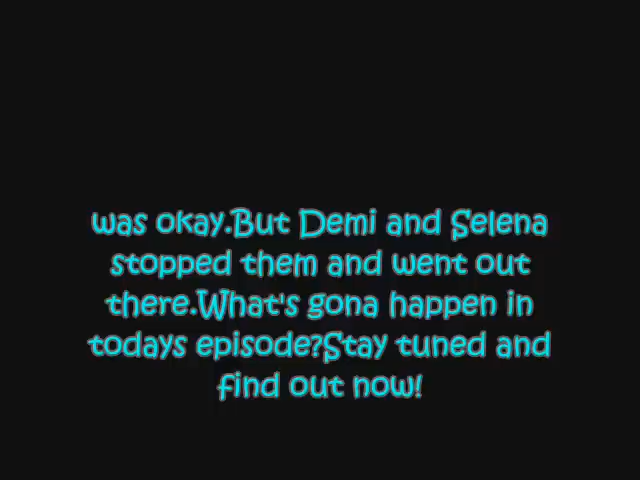 was okay.But Demi and Selena
stopped them and went out
there.What's gona happen in
todays episode?Stay tuned and
find out now!